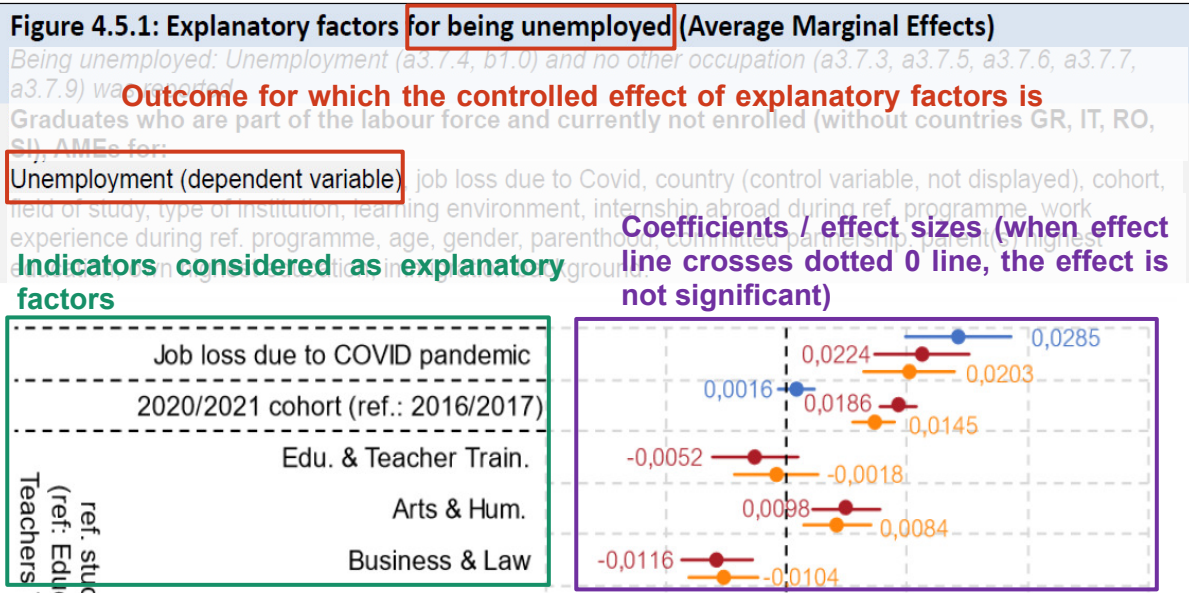 Figure 4.5.1: Explanatory factors for being unemployed (Average Marginal Effects)
Being unemployed: Unemployment (a3.7.4, b1.0) and no other occupation (a3.7.3, a3.7.5, a3.7.6, a3.7.7,
a3.7.9) was reported
Outcome for which the controlled effect of explanatory factors is
Graduates who are part of the labour force and currently not enrolled (without countries GR, IT, RO,
SI), AMEs for:
Unemployment (dependent variable), job loss due to Covid, country (control variable, not displayed), cohort,
field of study, type of institution, learning environment, internship abroad during ref. programme, work
experience during ref. programme, age, gender, parenthood, committed partnership, parent(s) highest
Coefficients / effect sizes (when effect
line crosses dotted 0 line, the effect is
not significant)
Indicators considered as explanatory
factors
Job loss due to COVID pandemic
0,0285
0,0224
0,0203
2020/2021 cohort (ref.: 2016/2017)
0,0016
0,0186
0,0145
Edu. & Teacher Train.
-0,0052
-0,0018
Arts & Hum.
0,0098
0,0084
Business & Law
-0,0116
-0,0104
ref. stu
(ref: Edu
Teachers